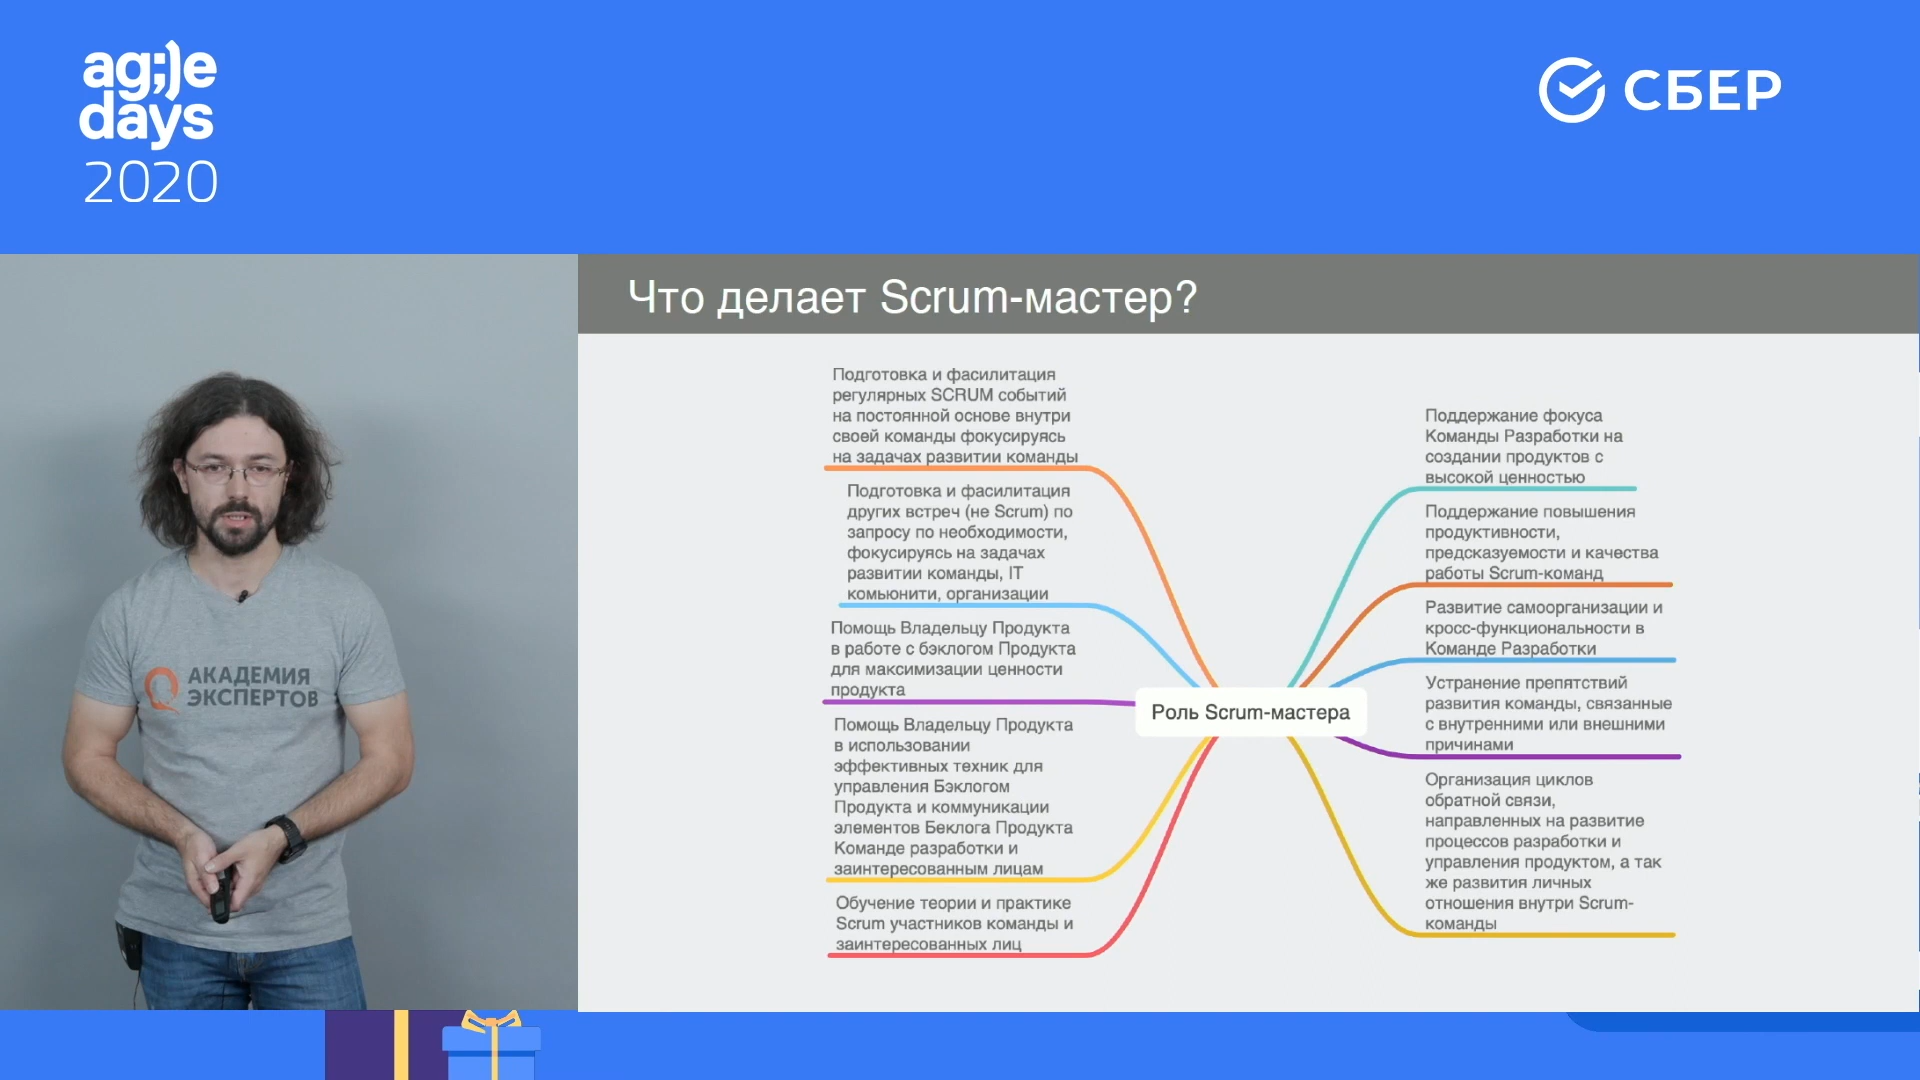 ag;)e
days
2020
СБЕР
АКАДЕМИЯ
ЭКСПЕРТОВ
Что делает Scrum-мастер?
Подготовка и фасилитация
регулярных SCRUM событий
на постоянной основе внутри
своей команды фокусируясь
на задачах развитии команды
Подготовка и фасилитация
других встреч (не Scrum) по
запросу по необходимости,
фокусируясь на задачах
развитии команды, IT
комьюнити, организации
Помощь Владельцу Продукта
в работе с бэклогом Продукта
для максимизации ценности
продукта
Помощь Владельцу Продукта
в использовании
эффективных техник для
управления Бэклогом
Продукта и коммуникации
элементов Беклога Продукта
Команде разработки и
заинтересованным лицам
Обучение теории и практике
Scrum участников команды и
заинтересованных лиц
Роль Scrum-мастера
Поддержание фокуса
Команды Разработки на
создании продуктов с
высокой ценностью
Поддержание повышения
продуктивности,
предсказуемости и качества
работы Scrum-команд
Развитие самоорганизации и
кросс-функциональности в
Команде Разработки
Устранение препятствий
развития команды, связанные
с внутренними или внешними
причинами
Организация циклов
обратной связи,
направленных на развитие
процессов разработки и
управления продуктом, а так
же развития личных
отношения внутри Scrum-
команды